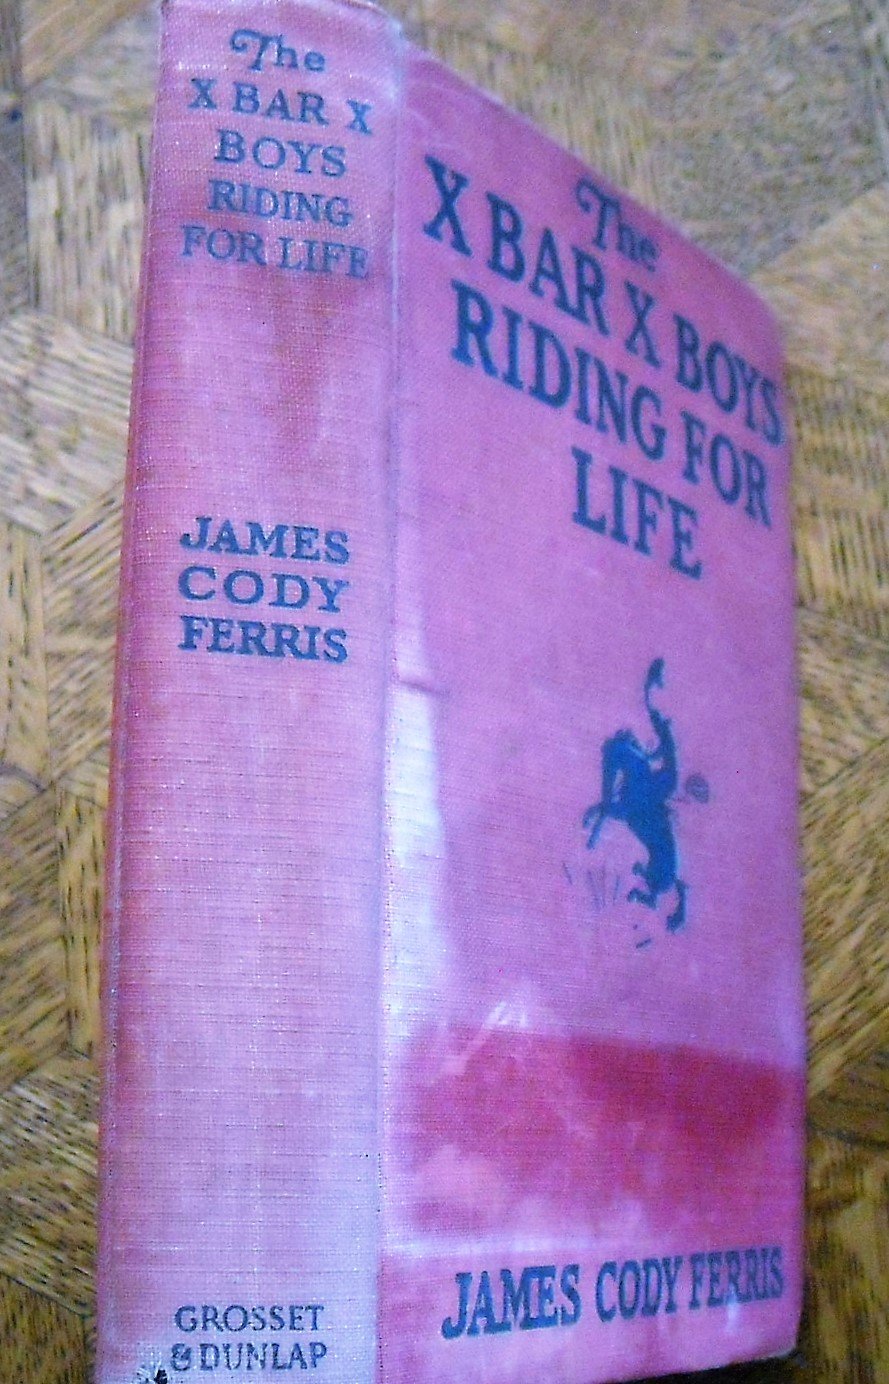 The
X BAR X
BOYS
RIDING
FOR LIFE
JAMES
CODY
FERRIS
GROSSET
& DUNLAP
The
X BAR X BOYS
RIDING FOR
LIFE
JAMES CODY FERRIS